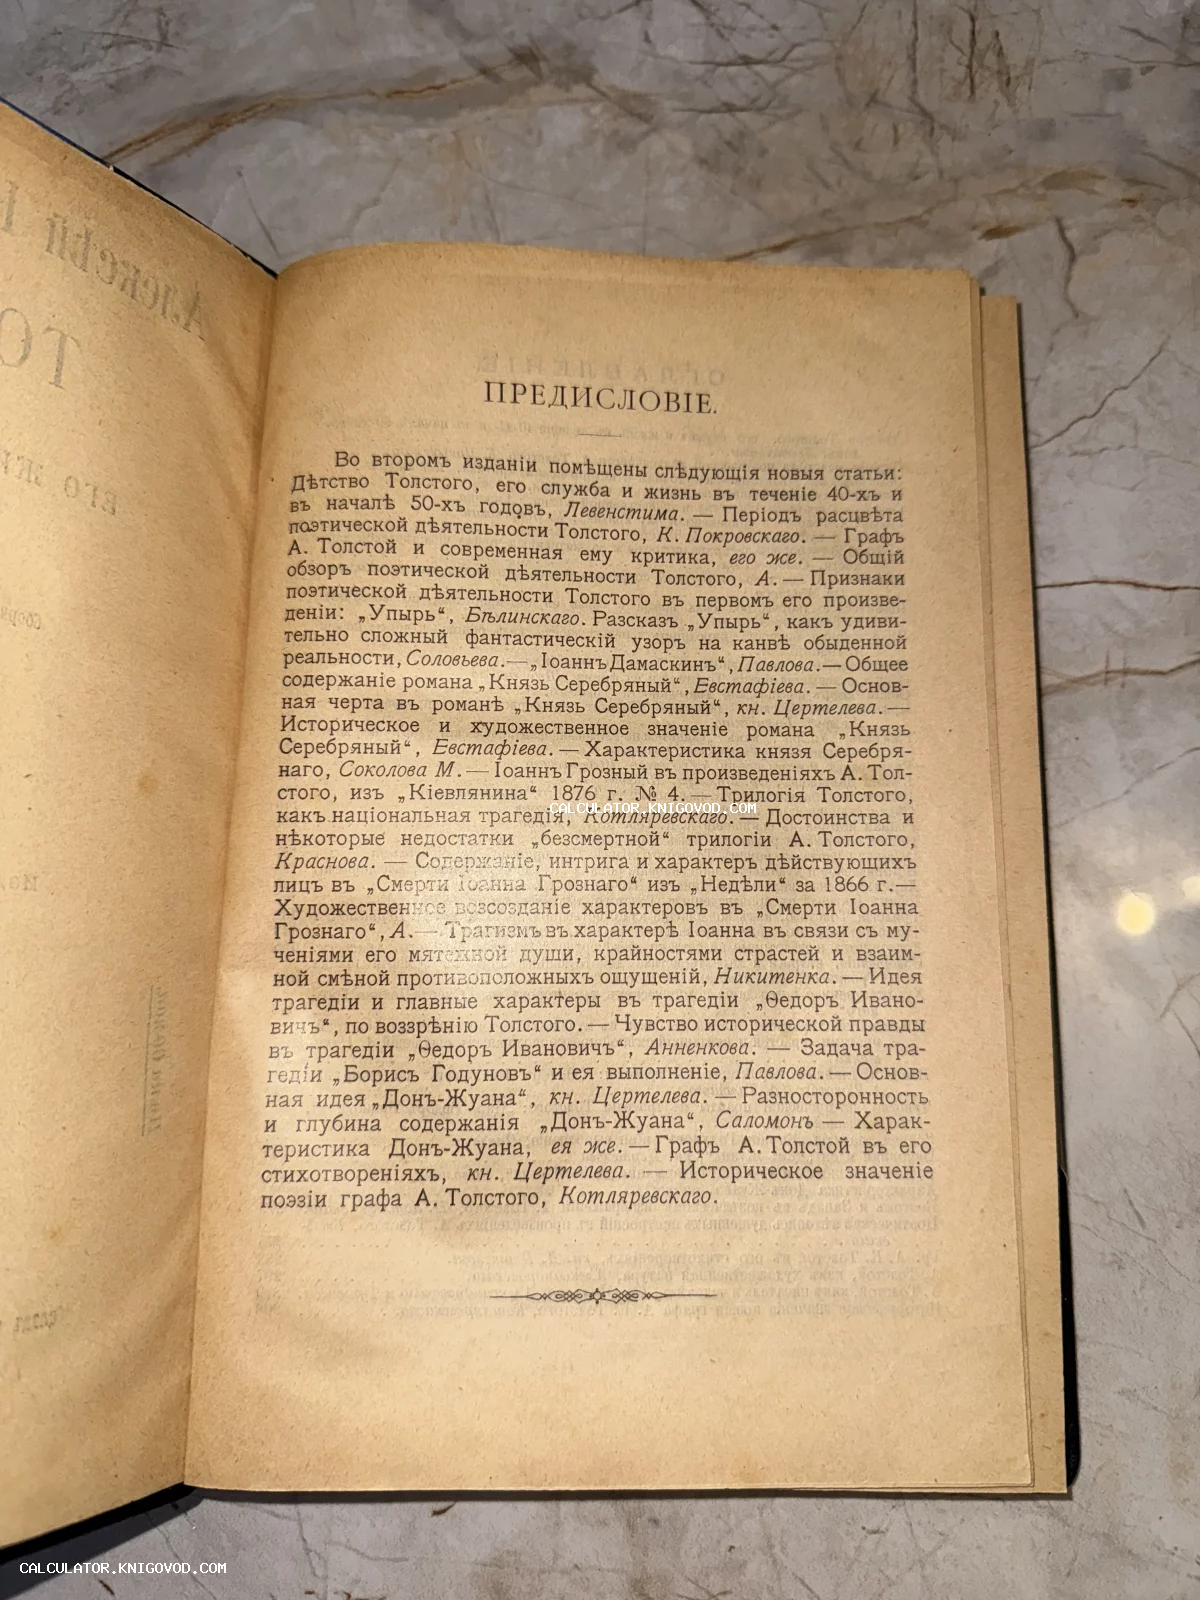 ПРЕДИСЛОВІЕ.
Во второмъ изданіи помѣщены слѣдующія новыя статьи:
Дѣтство Толстого, его служба и жизнь въ теченіе 40-хъ и
въ началѣ 50-хъ годовъ, Левенстима. — Періодъ расцвѣта
поэтической дѣятельности Толстого, К. Покровскаго. — Графъ
А. Толстой и современная ему критика, его же. — Общій
обзоръ поэтической дѣятельности Толстого, А. — Признаки
поэтической дѣятельности Толстого въ первомъ его произве-
деніи: „Упырь“, Бѣлинскаго. Разсказъ „Упырь“, какъ удиви-
тельно сложный фантастическій узоръ на канвѣ обыденной
реальности, Соловьева.—„Іоаннъ Дамаскинъ“, Павлова.— Общее
содержаніе романа „Князь Серебряный“, Евстафіева. — Основ-
ная черта въ романѣ „Князь Серебряный“, кн. Цертелева. —
Историческое и художественное значеніе романа „Князь
Серебряный“, Евстафіева. — Характеристика князя Серебря-
наго, Соколова М. — Іоаннъ Грозный въ произведеніяхъ А. Тол-
стого, изъ „Кіевлянина“ 1876 г. № 4. — Трилогія Толстого,
какъ национальная трагедія, Котляревскаго. — Достоинства и
нѣкоторые недостатки „безсмертной“ трилогіи А. Толстого,
Краснова. — Содержаніе, интрига и характеръ дѣйствующихъ
лицъ въ „Смерти Іоанна Грознаго“ изъ „Недѣли“ за 1866 г.—
Художественное возсозданіе характеровъ въ „Смерти Іоанна
Грознаго“, А. — Трагизмъ въ характерѣ Іоанна въ связи съ му-
ченіями его мятежной души, крайностями страстей и взаим-
ной смѣной противоположныхъ ощущеній, Никитенка. — Идея
трагедіи и главные характеры въ трагедіи „Ѳедоръ Ивано-
вичъ“, по воззрѣнію Толстого. — Чувство исторической правды
въ трагедіи „Ѳедоръ Ивановичъ“, Анненкова. — Задача тра-
гедіи „Борисъ Годуновъ“ и ея выполненіе, Павлова. — Основ-
ная идея „Донъ-Жуана“, кн. Цертелева. — Разносторонность
и глубина содержанія „Донъ-Жуана“, Саломонъ — Харак-
теристика Донъ-Жуана, ея же. — Графъ А. Толстой въ его
стихотвореніяхъ, кн. Цертелева. — Историческое значеніе
поэзіи графа А. Толстого, Котляревскаго.
CALCULATOR.KNIGOVOD.COM
CALCULATOR.KNIGOVOD.COM